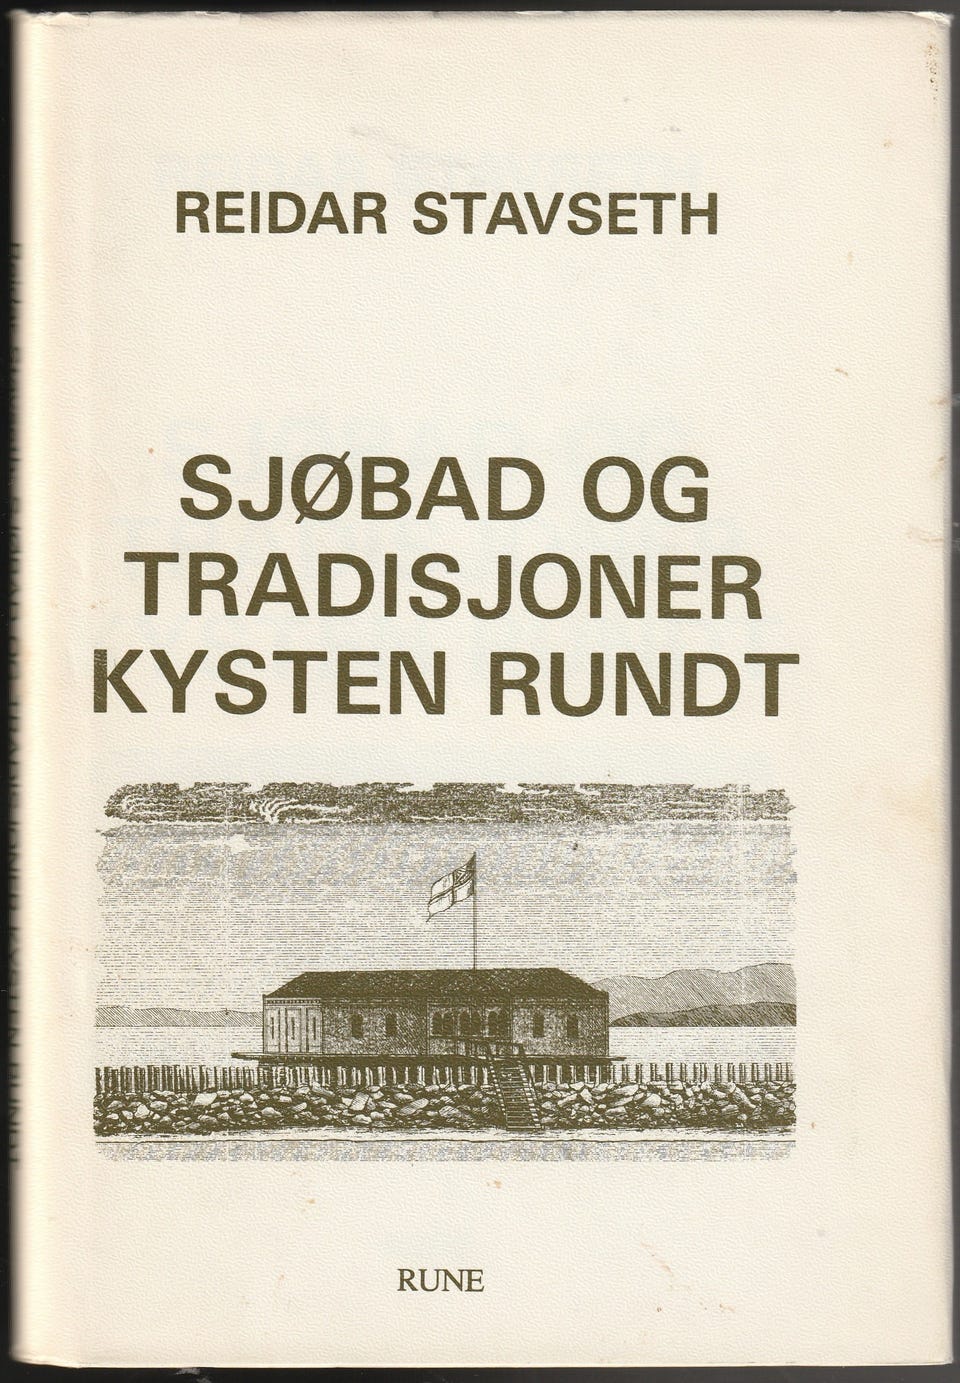 REIDAR STAVSETH
SJØBAD OG
TRADISJONER
KYSTEN RUNDT
RUNE